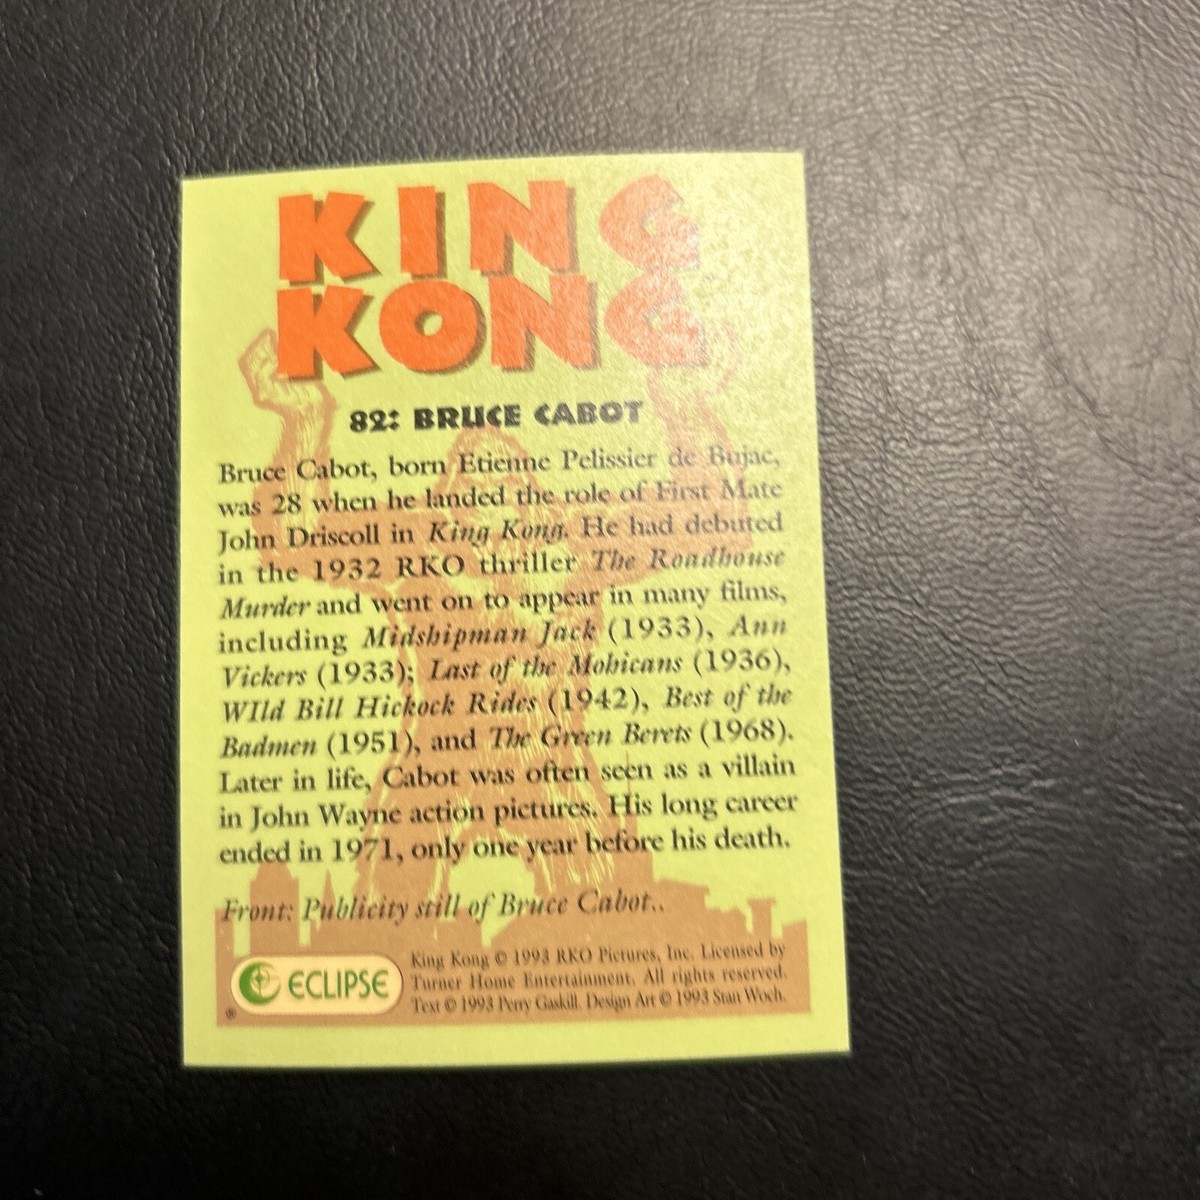 KING
KONG
82: BRUCE CABOT
Bruce Cabot, born Etienne Pelissier de Bujac,
was 28 when he landed the role of First Mate
John Driscoll in King Kong. He had debuted
in the 1932 RKO thriller The Roadhouse
Murder and went on to appear in many films,
including Midshipman Jack (1933), Ann
Vickers (1933); Last of the Mohicans (1936),
WIld Bill Hickock Rides (1942), Best of the
Badmen (1951), and The Green Berets (1968).
Later in life, Cabot was often seen as a villain
in John Wayne action pictures. His long career
ended in 1971, only one year before his death.
Front: Publicity still of Bruce Cabot..
ECLIPSE
®
King Kong © 1993 RKO Pictures, Inc. Licensed by
Turner Home Entertainment. All rights reserved.
Text © 1993 Perry Gaskill. Design Art © 1993 Stan Woch.